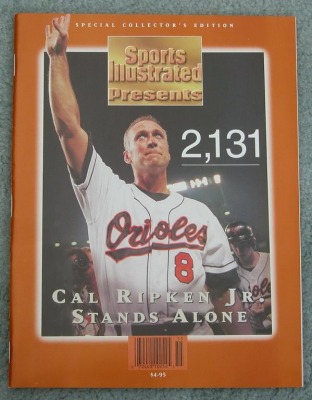 SPECIAL COLLECTOR'S EDITION
Sports
Illustrated
Presents
2,131
Orioles
8
CAL RIPKEN JR.
STANDS ALONE
$4.95